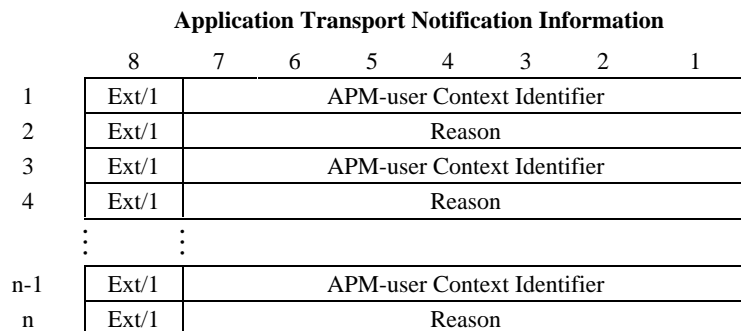 Application Transport Notification Information
8 7 6 5 4 3 2 1
1 Ext/1 APM-user Context Identifier
2 Ext/1 Reason
3 Ext/1 APM-user Context Identifier
4 Ext/1 Reason
⋮ ⋮
n-1 Ext/1 APM-user Context Identifier
n Ext/1 Reason